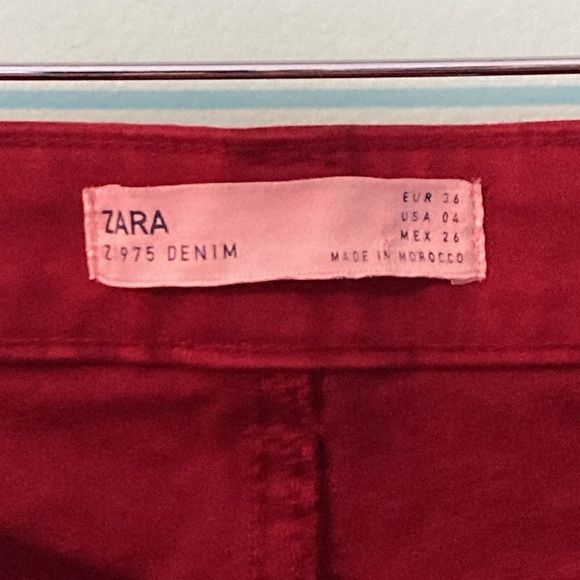 ZARA
Z1975 DENIM
EUR 36
USA 04
MEX 26
MADE IN MOROCCO